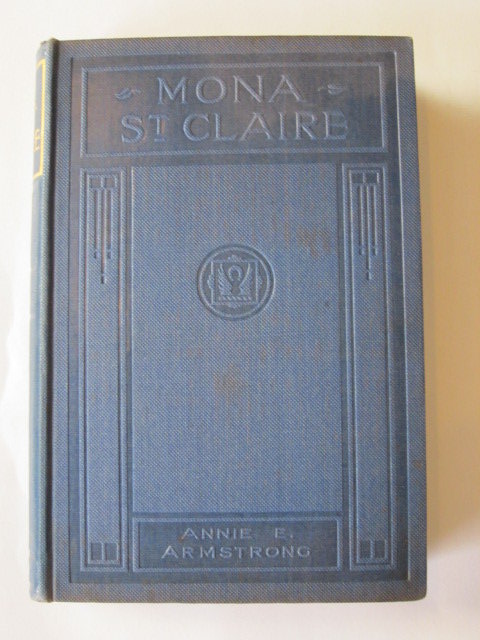 MONA
ST CLAIRE
ANNIE E.
ARMSTRONG